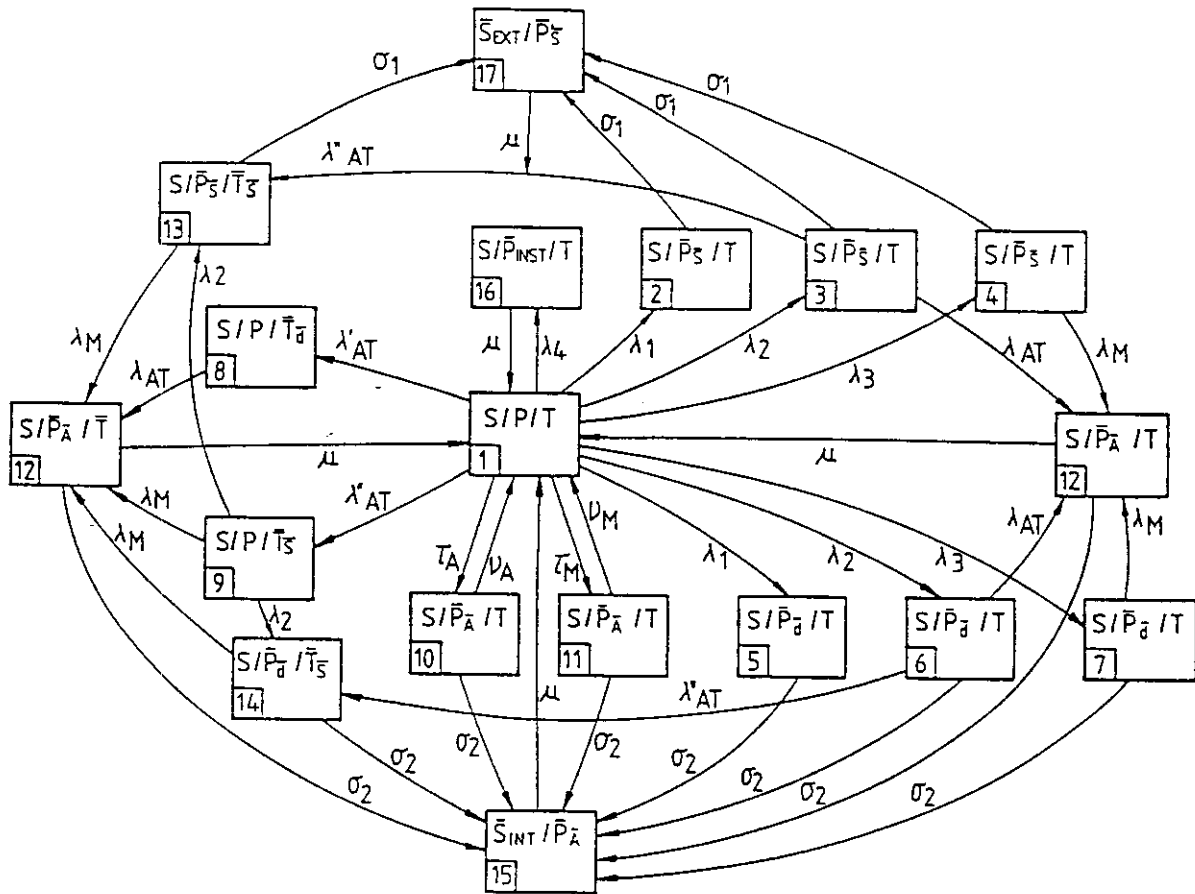 S̄EXT / P̄s̄
17
σ1
σ1
σ1
σ1
μ
λ"AT
S / P̄s̄ / T̄s̄
13
S / P̄INST / T
16
S / P̄s̄ / T
2
S / P̄s̄ / T
3
S / P̄s̄ / T
4
λ2
S / P / T̄d̄
8
λ'AT
μ
λ4
λ1
λ2
λ3
λM
λAT
λAT
λM
S / P̄Ā / T̄
12
μ
S / P / T
1
μ
S / P̄Ā / T
12
λM
λM
λ"AT
S / P / T̄s̄
9
τA
νA
τM
νM
λ1
λ2
λ3
λAT
λM
λ2
S / P̄Ā / T
10
S / P̄Ā / T
11
S / P̄d̄ / T
5
S / P̄d̄ / T
6
S / P̄d̄ / T
7
S / P̄d̄ / T̄s̄
14
μ
λ"AT
σ2
σ2
σ2
σ2
σ2
σ2
σ2
σ2
S̄INT / P̄Ā
15